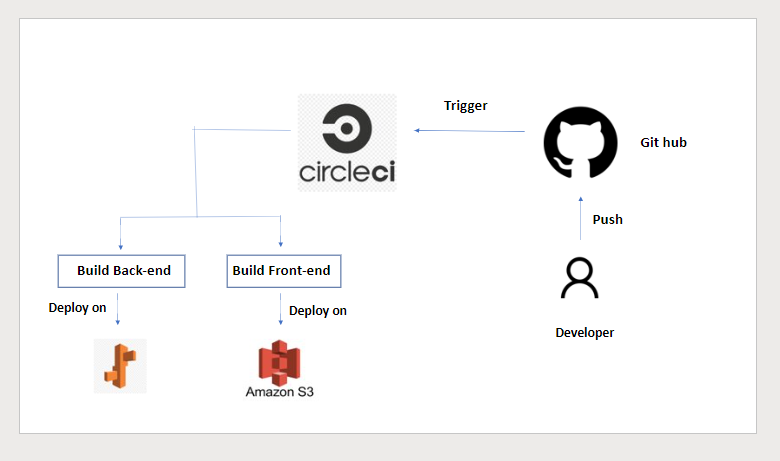 Trigger
circleci
Git hub
Push
Build Back-end
Build Front-end
Deploy on
Deploy on
Developer
Amazon S3